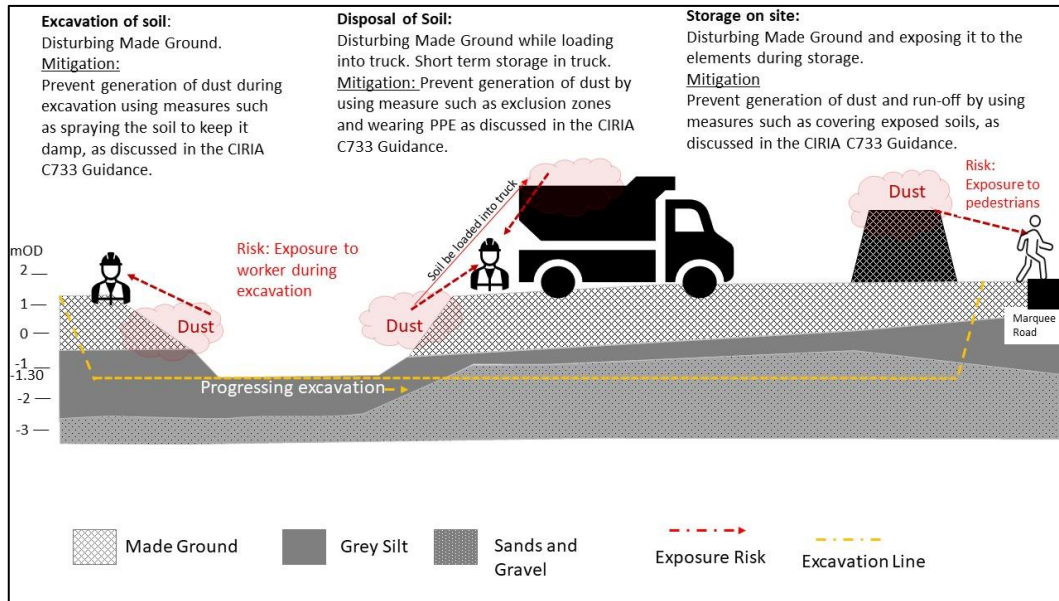 Excavation of soil:
Disturbing Made Ground.
Mitigation:
Prevent generation of dust during
excavation using measures such
as spraying the soil to keep it
damp, as discussed in the CIRIA
C733 Guidance.
Disposal of Soil:
Disturbing Made Ground while loading
into truck. Short term storage in truck.
Mitigation: Prevent generation of dust by
using measure such as exclusion zones
and wearing PPE as discussed in the CIRIA
C733 Guidance.
Storage on site:
Disturbing Made Ground and exposing it to the
elements during storage.
Mitigation
Prevent generation of dust and run-off by using
measures such as covering exposed soils, as
discussed in the CIRIA C733 Guidance.
mOD
2
1
0
-1
-1.30
-2
-3
Risk: Exposure to
worker during
excavation
Dust
Dust
Soil be loaded into truck
Dust
Dust
Risk:
Exposure to
pedestrians
Marquee
Road
Progressing excavation
Made Ground
Grey Silt
Sands and
Gravel
Exposure Risk
Excavation Line